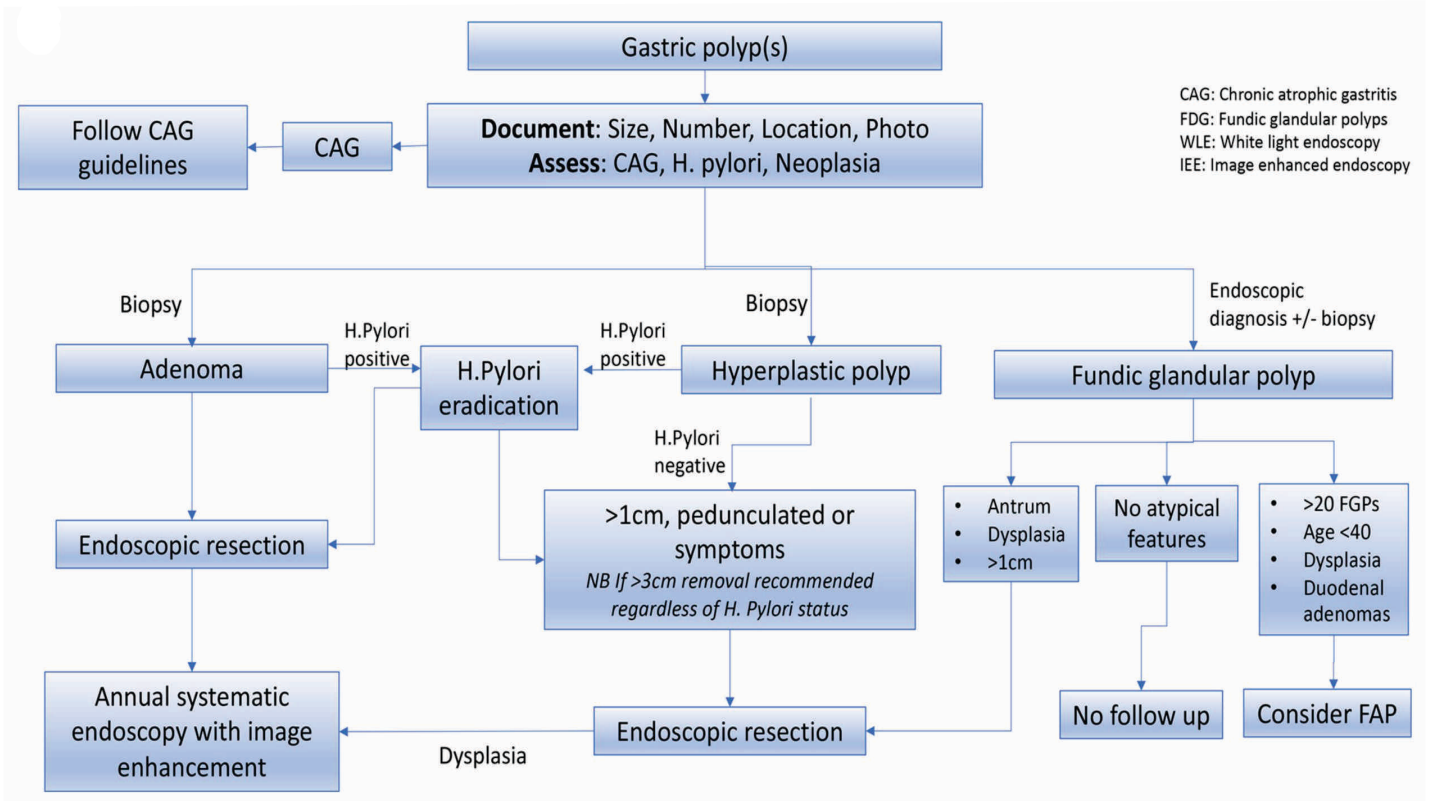 Gastric polyp(s)
CAG: Chronic atrophic gastritis
FDG: Fundic glandular polyps
WLE: White light endoscopy
IEE: Image enhanced endoscopy
Document: Size, Number, Location, Photo
Assess: CAG, H. pylori, Neoplasia
CAG
Follow CAG
guidelines
Biopsy
Biopsy
Endoscopic
diagnosis +/- biopsy
Adenoma
H.Pylori
positive
H.Pylori
eradication
H.Pylori
positive
Hyperplastic polyp
Fundic glandular polyp
H.Pylori
negative
Endoscopic resection
>1cm, pedunculated or
symptoms
NB If >3cm removal recommended
regardless of H. Pylori status
• Antrum
• Dysplasia
• >1cm
No atypical
features
• >20 FGPs
• Age <40
• Dysplasia
• Duodenal
adenomas
Annual systematic
endoscopy with image
enhancement
Dysplasia
Endoscopic resection
No follow up
Consider FAP